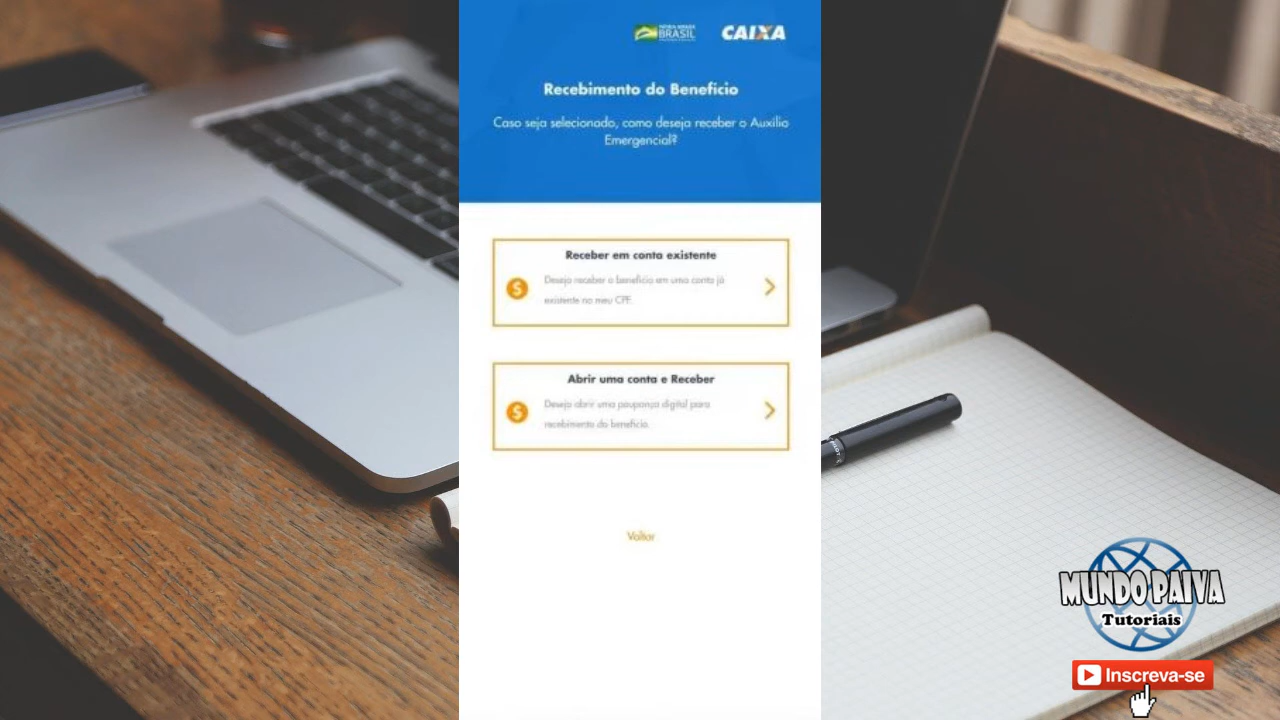 BRASIL
CAIXA
Recebimento do Benefício
Caso seja selecionado, como deseja receber o Auxílio
Emergencial?
Receber em conta existente
Desejo receber o benefício em uma conta já
existente no meu CPF.
Abrir uma conta e Receber
Desejo abrir uma poupança digital para
recebimento do benefício.
Voltar
MUNDO PAIVA
Tutoriais
Inscreva-se